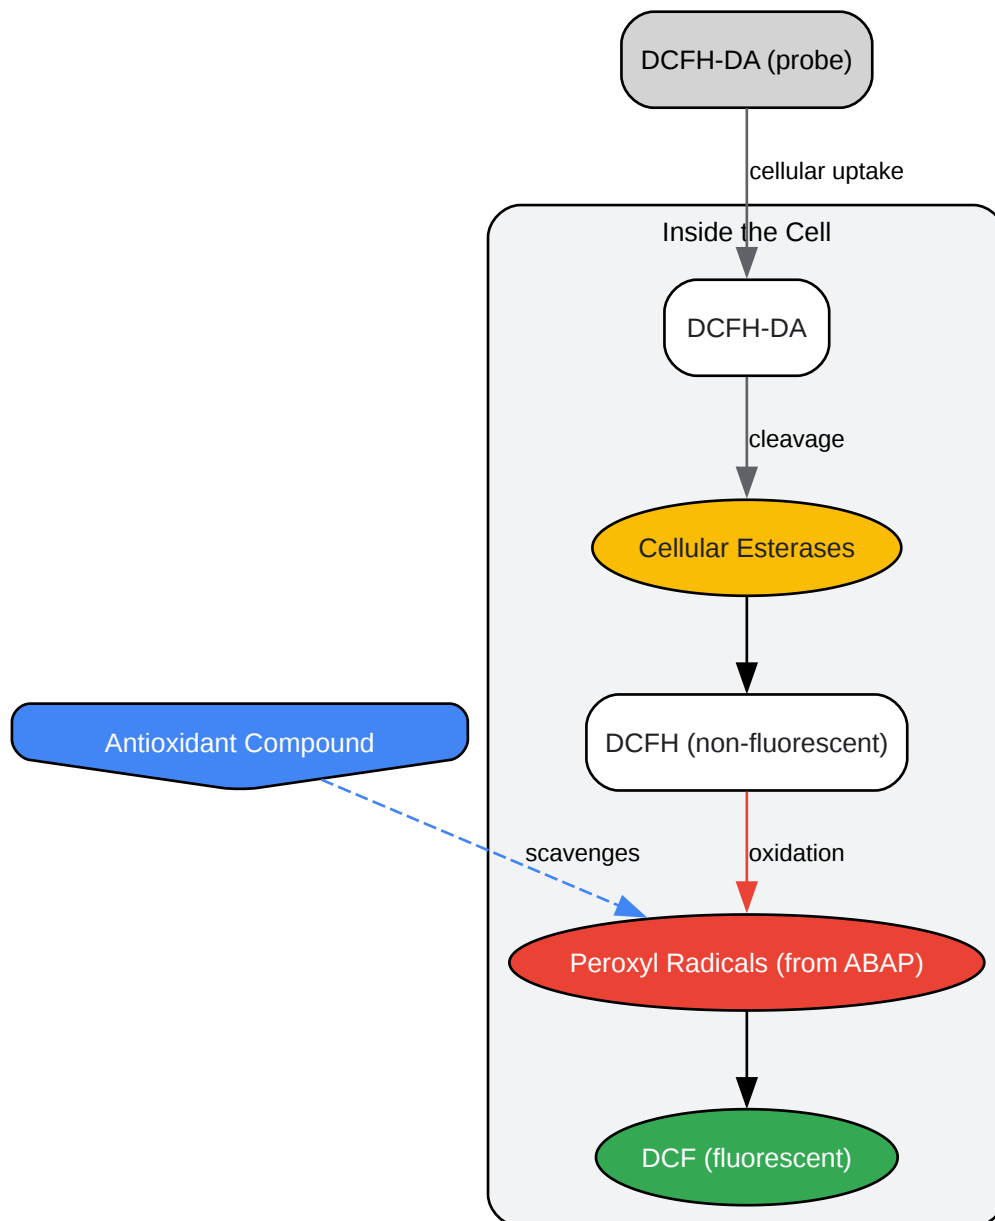 DCFH-DA (probe)
cellular uptake
Inside the Cell
DCFH-DA
cleavage
Cellular Esterases
Antioxidant Compound
DCFH (non-fluorescent)
scavenges
oxidation
Peroxyl Radicals (from ABAP)
DCF (fluorescent)